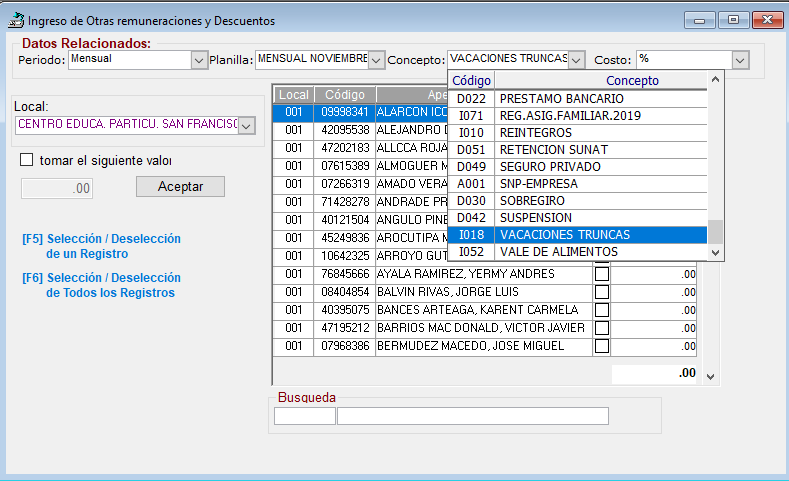 Ingreso de Otras remuneraciones y Descuentos
Datos Relacionados:
Periodo: Mensual Planilla: MENSUAL NOVIEMBRE Concepto: VACACIONES TRUNCAS Costo: %
Local:
CENTRO EDUCA. PARTICU. SAN FRANCISC
tomar el siguiente valor
.00 Aceptar
[F5] Selección / Deselección
de un Registro
[F6] Selección / Deselección
de Todos los Registros
Código Concepto
D022 PRESTAMO BANCARIO
I071 REG.ASIG.FAMILIAR.2019
I010 REINTEGROS
D051 RETENCION SUNAT
D049 SEGURO PRIVADO
A001 SNP-EMPRESA
D030 SOBREGIRO
D042 SUSPENSION
I018 VACACIONES TRUNCAS
I052 VALE DE ALIMENTOS
Local Código Ape
001 09998341 ALARCON ICO
001 42095538 ALEJANDRO
001 47202183 ALLCCA ROJA
001 07615389 ALMOGUER M
001 07266319 AMADO VERA
001 71428278 ANDRADE PR
001 40121504 ANGULO PINE
001 45249836 AROCUTIPA M
001 10642325 ARROYO GUT
001 76845666 AYALA RAMIREZ, YERMY ANDRES .00
001 08404854 BALVIN RIVAS, JORGE LUIS .00
001 40395075 BANCES ARTEAGA, KARENT CARMELA .00
001 47195212 BARRIOS MAC DONALD, VICTOR JAVIER .00
001 07968386 BERMUDEZ MACEDO, JOSE MIGUEL .00
.00
Busqueda